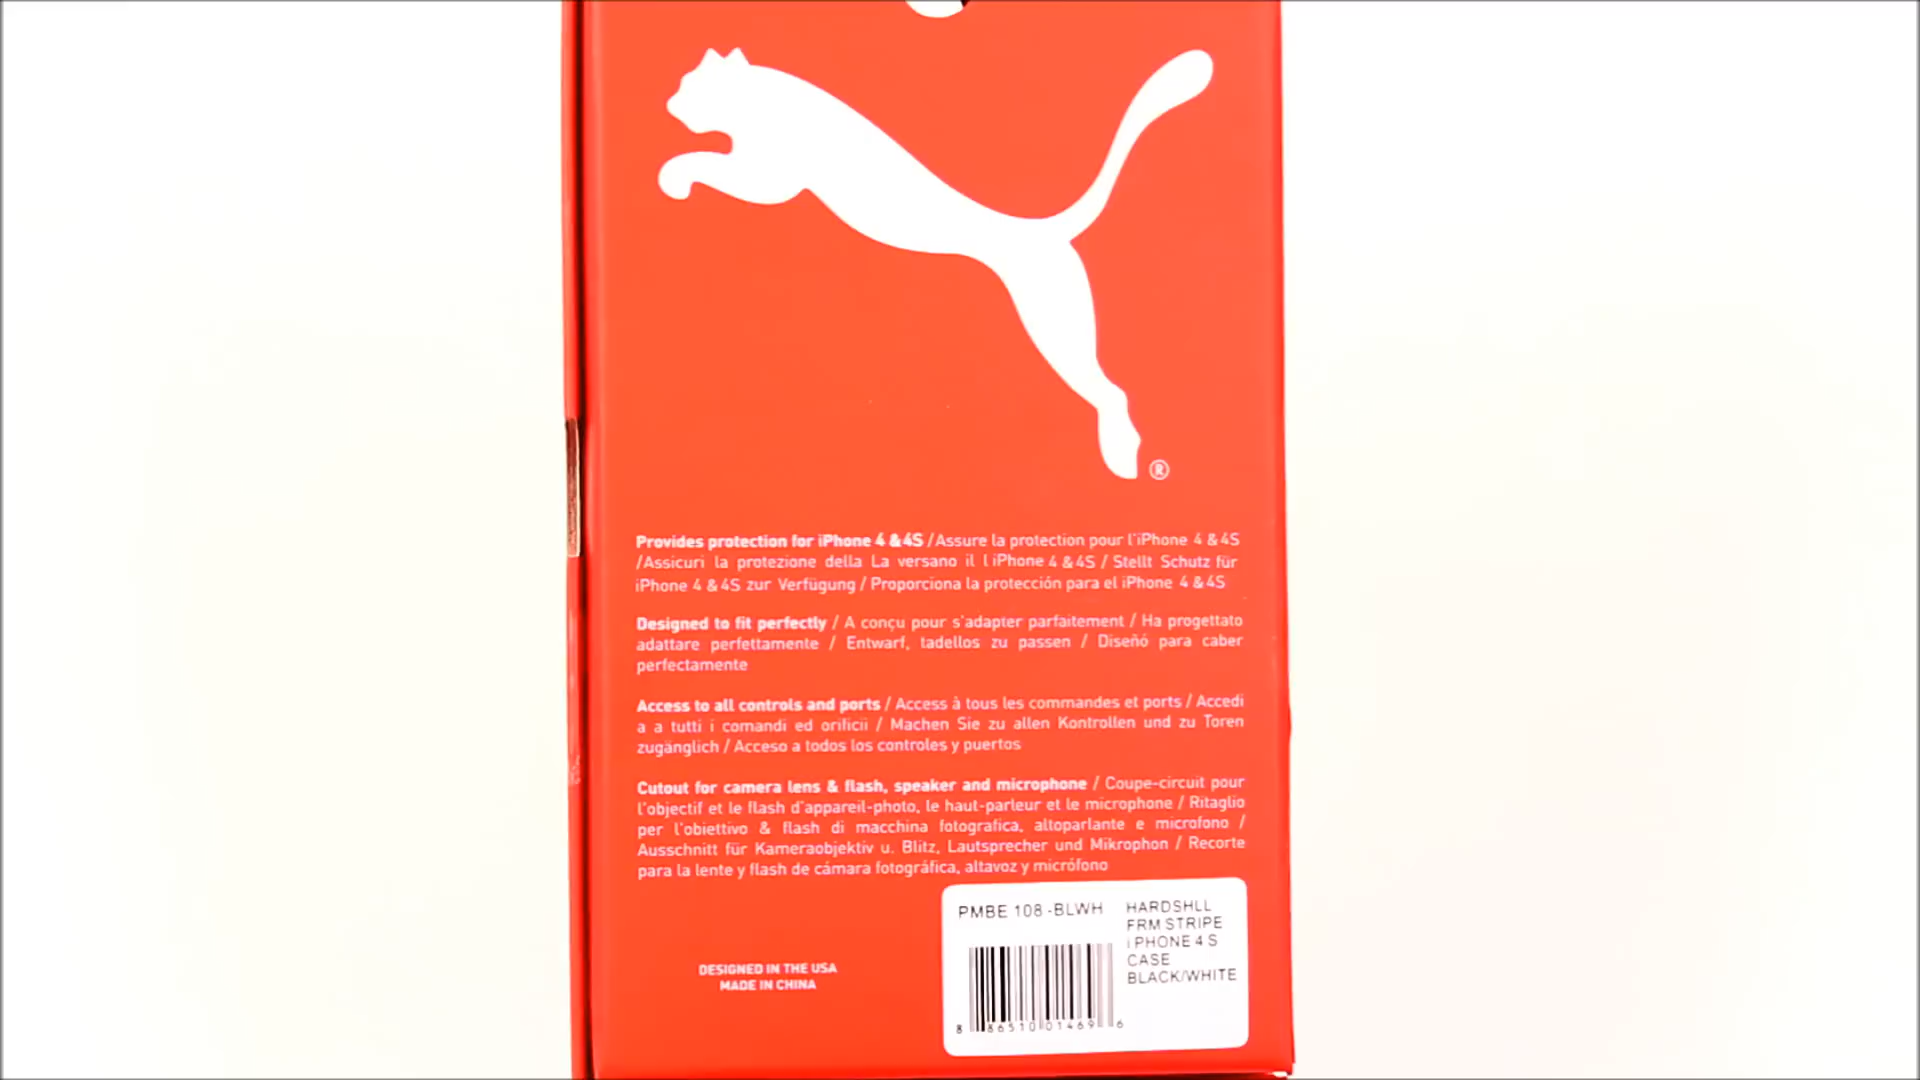 ®
Provides protection for iPhone 4 & 4S / Assure la protection pour l'iPhone 4 & 4S
/Assicuri la protezione della La versano il l iPhone 4 & 4S / Stellt Schutz für
iPhone 4 & 4S zur Verfügung / Proporciona la protección para el iPhone 4 & 4S
Designed to fit perfectly / A conçu pour s'adapter parfaitement / Ha progettato
adattare perfettamente / Entwarf, tadellos zu passen / Diseñó para caber
perfectamente
Access to all controls and ports / Access à tous les commandes et ports / Accedi
a a tutti i comandi ed orificii / Machen Sie zu allen Kontrollen und zu Toren
zugänglich / Acceso a todos los controles y puertos
Cutout for camera lens & flash, speaker and microphone / Coupe-circuit pour
l'objectif et le flash d'appareil-photo, le haut-parleur et le microphone / Ritaglio
per l'obiettivo & flash di macchina fotografica, altoparlante e microfono /
Ausschnitt für Kameraobjektiv u. Blitz, Lautsprecher und Mikrophon / Recorte
para la lente y flash de cámara fotográfica, altavoz y micrófono
DESIGNED IN THE USA
MADE IN CHINA
PMBE 108 -BLWH
HARDSHLL
FRM STRIPE
iPHONE 4 S
CASE
BLACK/WHITE
8 86510 01469 6